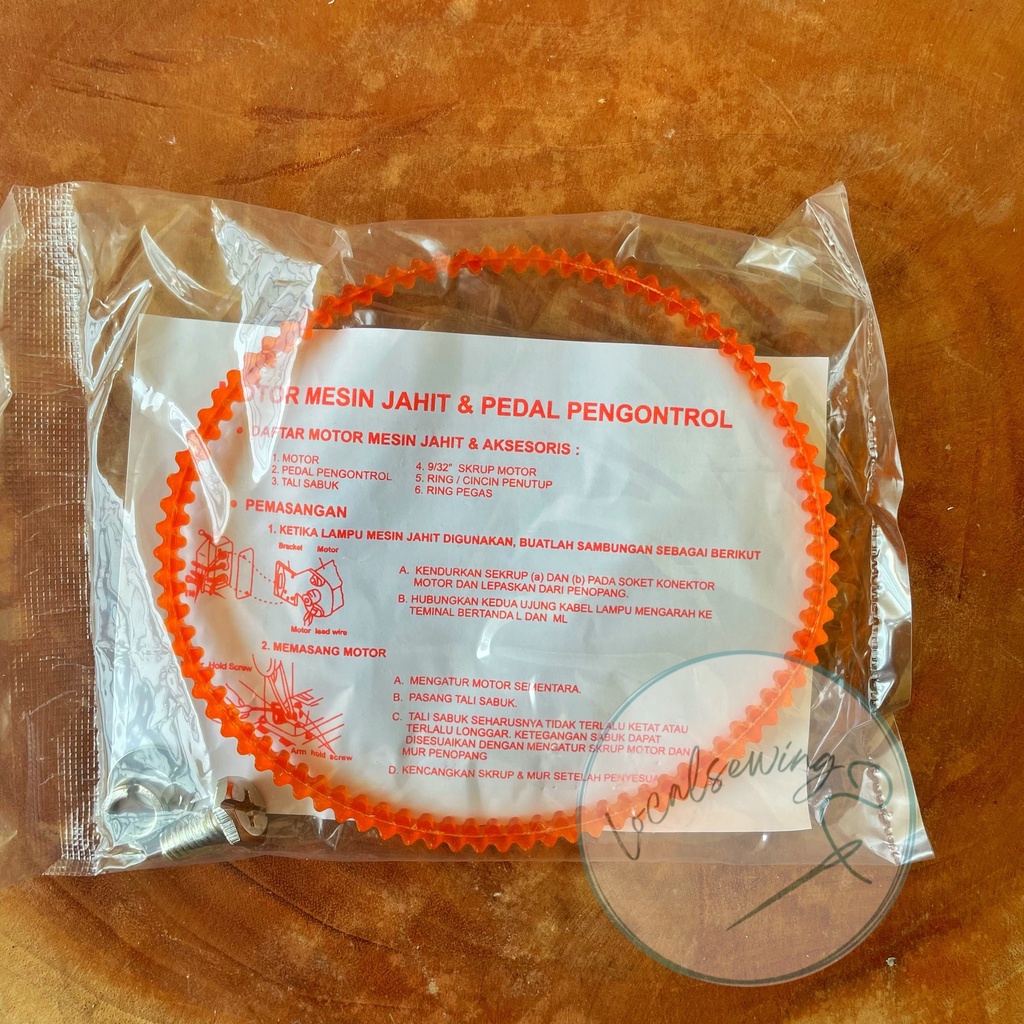 MOTOR MESIN JAHIT & PEDAL PENGONTROL
• DAFTAR MOTOR MESIN JAHIT & AKSESORIS :
1. MOTOR
2. PEDAL PENGONTROL
3. TALI SABUK
4. 9/32" SKRUP MOTOR
5. RING / CINCIN PENUTUP
6. RING PEGAS
• PEMASANGAN
1. KETIKA LAMPU MESIN JAHIT DIGUNAKAN, BUATLAH SAMBUNGAN SEBAGAI BERIKUT
Bracket Motor
Motor lead wire
A. KENDURKAN SEKRUP (a) DAN (b) PADA SOKET KONEKTOR
MOTOR DAN LEPASKAN DARI PENOPANG.
B. HUBUNGKAN KEDUA UJUNG KABEL LAMPU MENGARAH KE
TEMINAL BERTANDA L DAN ML
2. MEMASANG MOTOR
Hold Screw
Arm hold screw
A. MENGATUR MOTOR SEMENTARA.
B. PASANG TALI SABUK.
C. TALI SABUK SEHARUSNYA TIDAK TERLALU KETAT ATAU
TERLALU LONGGAR. KETEGANGAN SABUK DAPAT
DISESUAIKAN DENGAN MENGATUR SKRUP MOTOR DAN
MUR PENOPANG
D. KENCANGKAN SKRUP & MUR SETELAH PENYESUA
localsewing